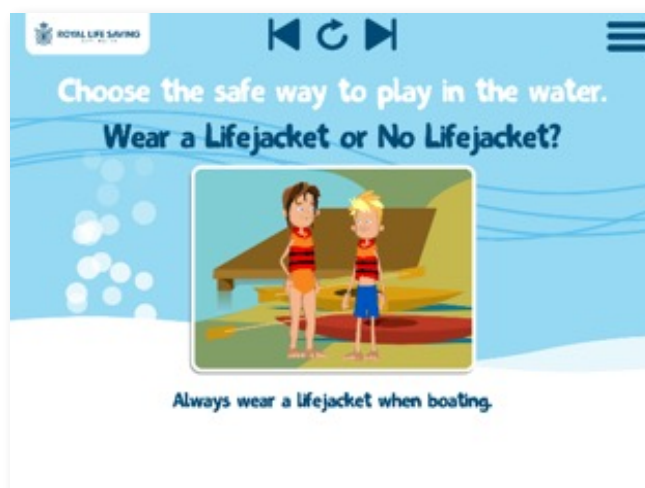 ROYAL LIFE SAVING
Choose the safe way to play in the water.
Wear a Lifejacket or No Lifejacket?
Always wear a lifejacket when boating.